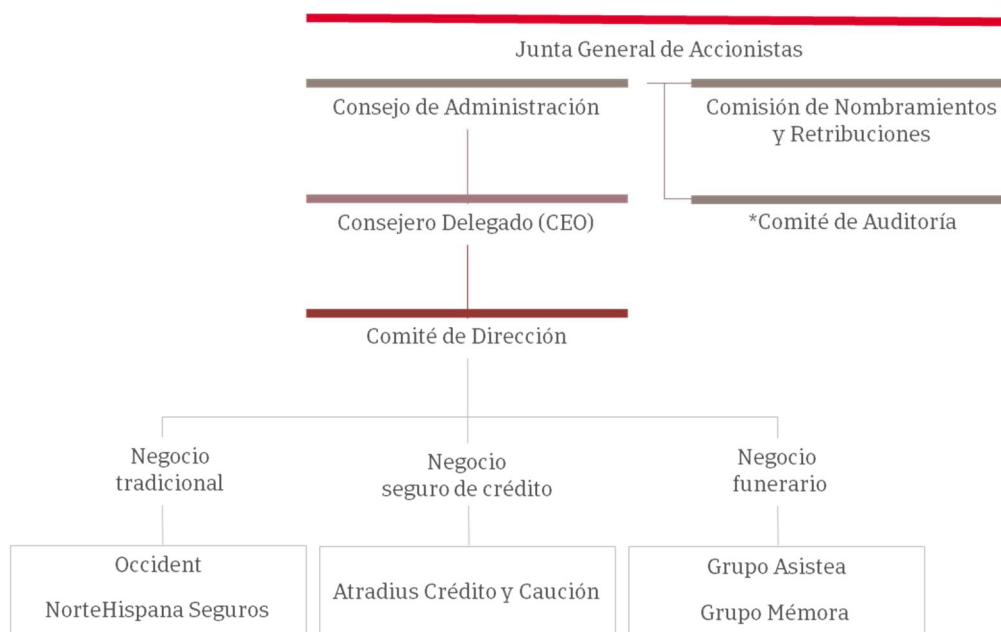 Junta General de Accionistas
Consejo de Administración
Comisión de Nombramientos
y Retribuciones
Consejero Delegado (CEO)
*Comité de Auditoría
Comité de Dirección
Negocio
tradicional
Negocio
seguro de crédito
Negocio
funerario
Occident
NorteHispana Seguros
Atradius Crédito y Caución
Grupo Asistea
Grupo Mémora